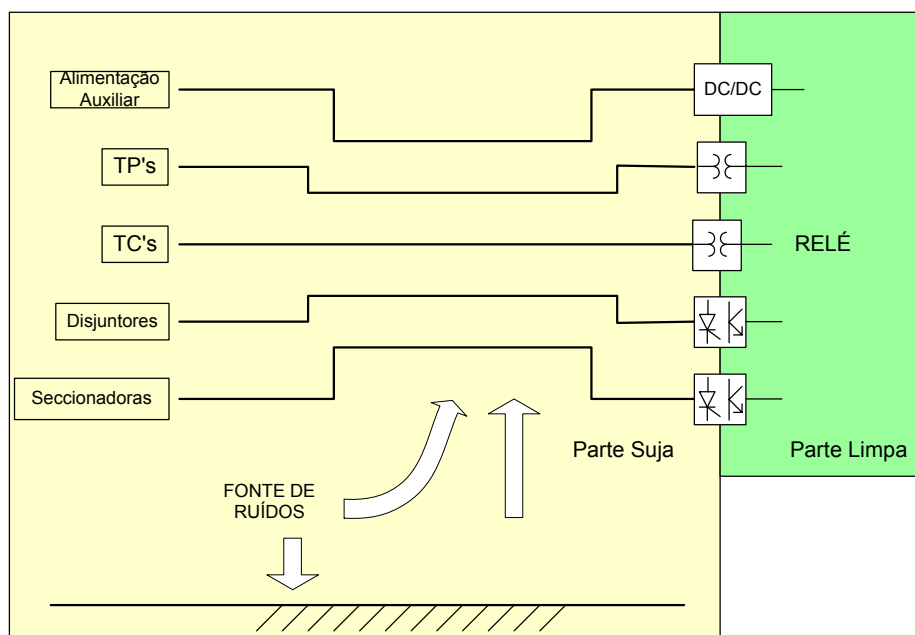 Alimentação
Auxiliar
DC/DC
TP's
TC's
RELÉ
Disjuntores
Seccionadoras
Parte Suja
Parte Limpa
FONTE DE
RUÍDOS